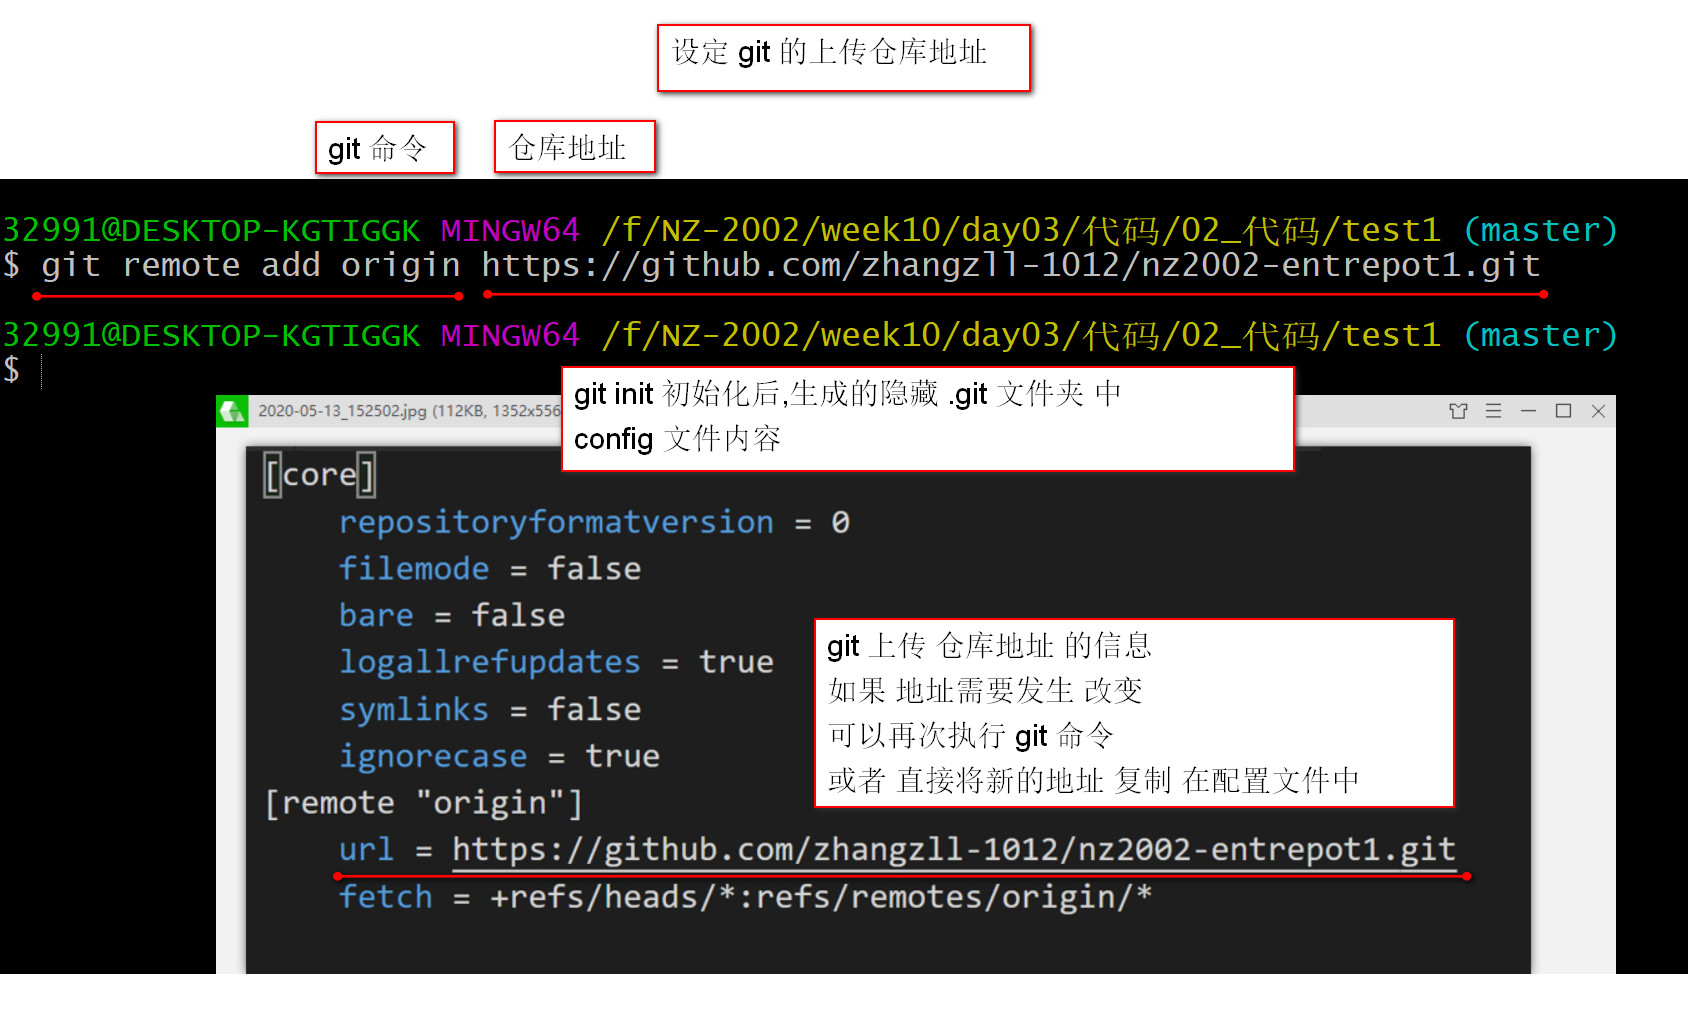 设定 git 的上传仓库地址
git 命令
仓库地址
32991@DESKTOP-KGTIGGK MINGW64 /f/NZ-2002/week10/day03/代码/02_代码/test1 (master)
$ git remote add origin https://github.com/zhangzll-1012/nz2002-entrepot1.git
32991@DESKTOP-KGTIGGK MINGW64 /f/NZ-2002/week10/day03/代码/02_代码/test1 (master)
$
2020-05-13_152502.jpg (112KB, 1352x556
git init 初始化后,生成的隐藏 .git 文件夹 中
config 文件内容
[core]
repositoryformatversion = 0
filemode = false
bare = false
logallrefupdates = true
symlinks = false
ignorecase = true
[remote "origin"]
url = https://github.com/zhangzll-1012/nz2002-entrepot1.git
fetch = +refs/heads/*:refs/remotes/origin/*
git 上传 仓库地址 的信息
如果 地址需要发生 改变
可以再次执行 git 命令
或者 直接将新的地址 复制 在配置文件中